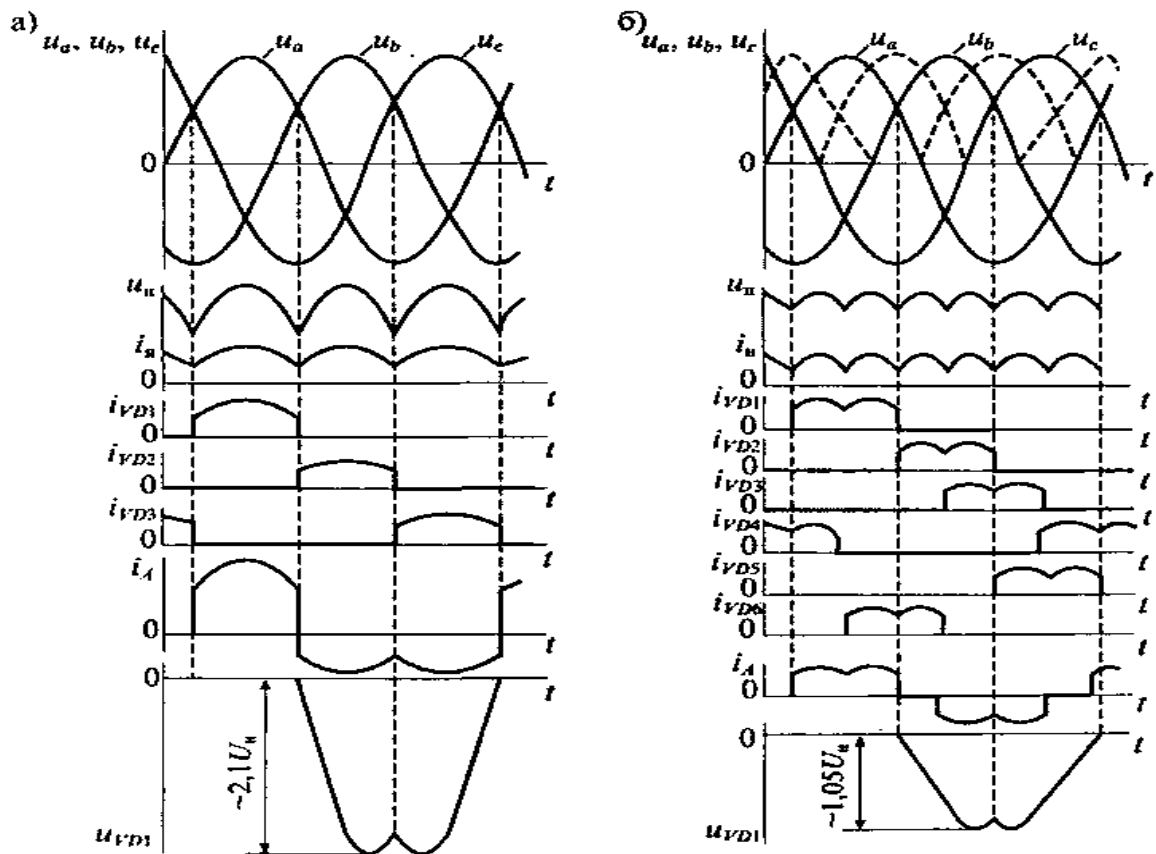 а)
u_a, u_b, u_c
u_a
u_b
u_c
0
t
u_н
i_я
0
t
i_VD1
0
t
i_VD2
0
t
i_VD3
0
t
i_A
0
t
0
t
~2,1U_н
u_VD1
б)
u_a, u_b, u_c
u_a
u_b
u_c
0
t
u_н
t
i_н
0
t
i_VD1
0
t
i_VD2
0
t
i_VD3
0
t
i_VD4
0
t
i_VD5
0
t
i_VD6
0
t
i_A
0
t
0
t
~1,05U_н
u_VD1